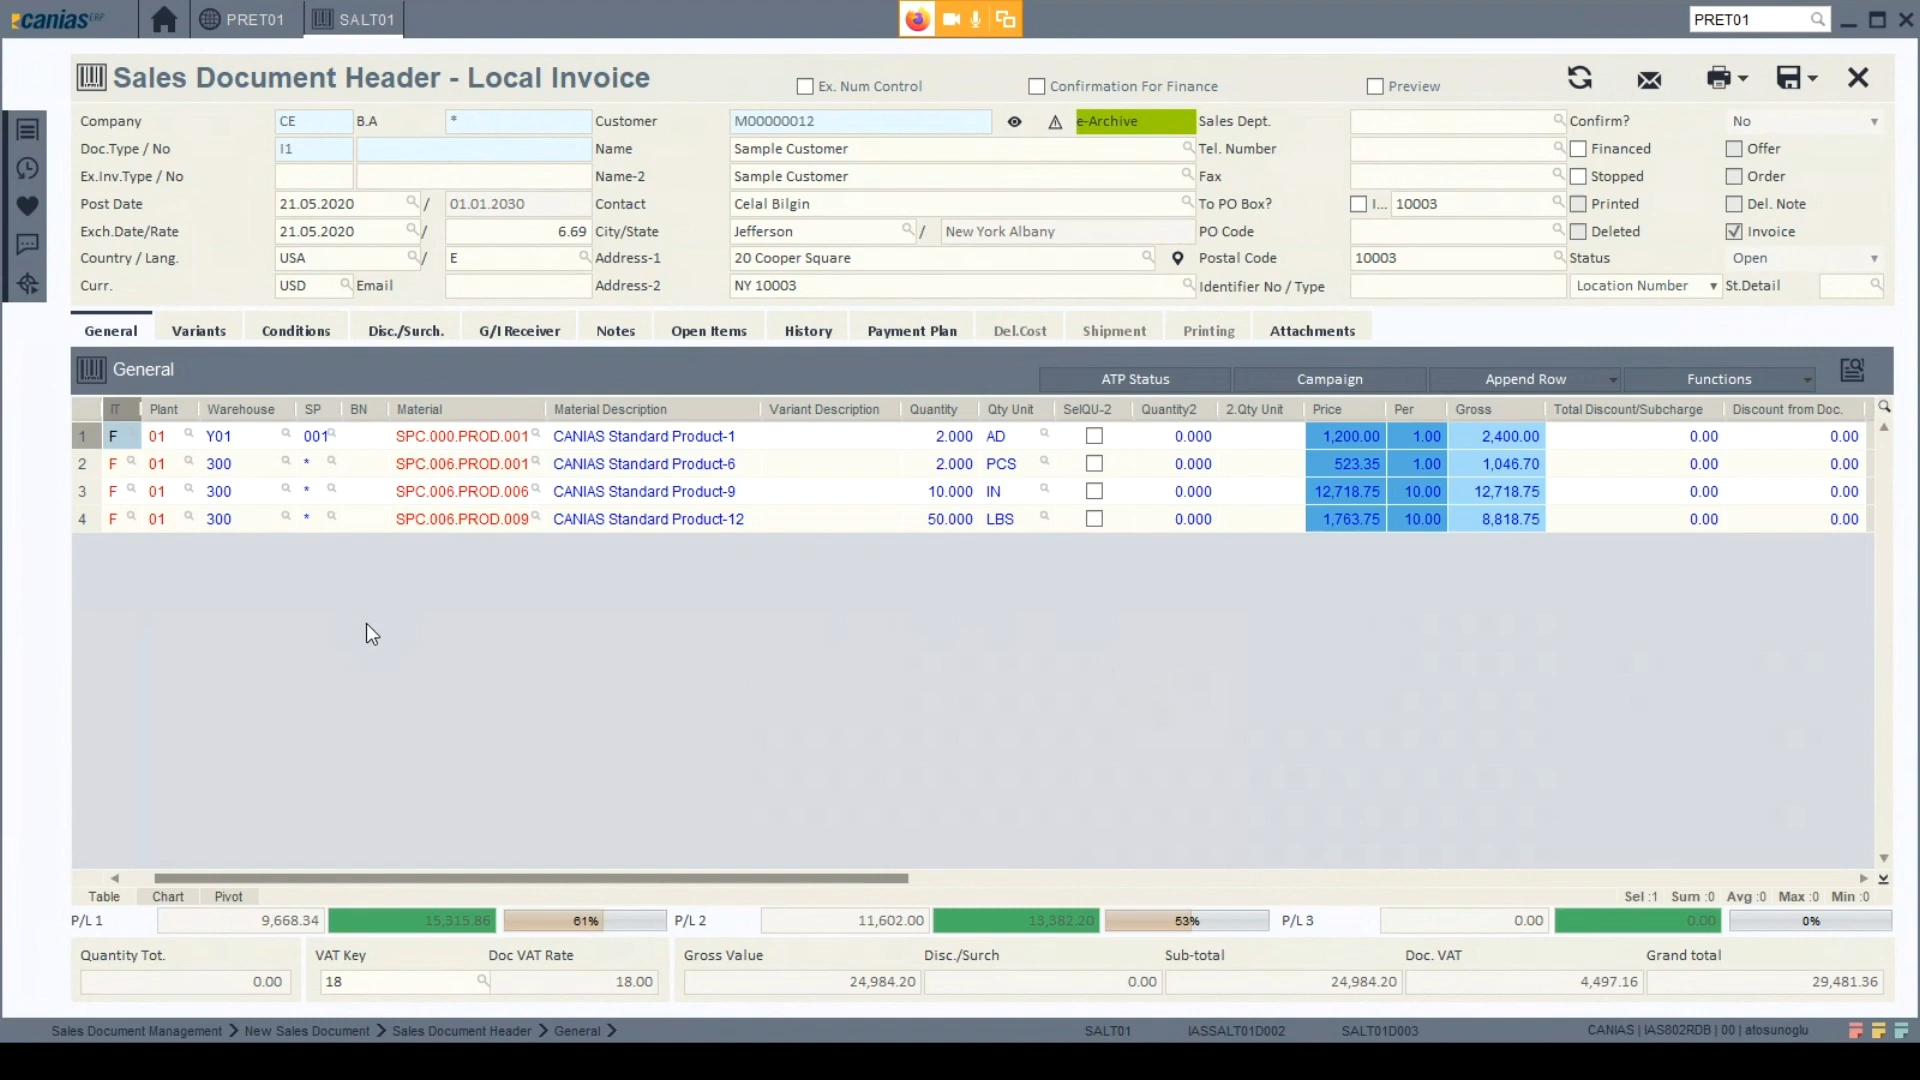 canias ERP PRET01 SALT01 PRET01
Sales Document Header - Local Invoice Ex. Num Control Confirmation For Finance Preview
Company CE B.A * Customer M00000012 e-Archive Sales Dept. Confirm? No
Doc.Type / No I1 Name Sample Customer Tel. Number Financed Offer
Ex.Inv.Type / No Name-2 Sample Customer Fax Stopped Order
Post Date 21.05.2020 / 01.01.2030 Contact Celal Bilgin To PO Box? I... 10003 Printed Del. Note
Exch.Date/Rate 21.05.2020 / 6.69 City/State Jefferson / New York Albany PO Code Deleted Invoice
Country / Lang. USA / E Address-1 20 Cooper Square Postal Code 10003 Status Open
Curr. USD Email Address-2 NY 10003 Identifier No / Type Location Number St.Detail
General Variants Conditions Disc./Surch. G/I Receiver Notes Open Items History Payment Plan Del.Cost Shipment Printing Attachments
General ATP Status Campaign Append Row Functions
IT Plant Warehouse SP BN Material Material Description Variant Description Quantity Qty Unit SelQU-2 Quantity2 2.Qty Unit Price Per Gross Total Discount/Subcharge Discount from Doc.
1 F 01 Y01 001 SPC.000.PROD.001 CANIAS Standard Product-1 2.000 AD 0.000 1,200.00 1.00 2,400.00 0.00 0.00
2 F 01 300 * SPC.006.PROD.001 CANIAS Standard Product-6 2.000 PCS 0.000 523.35 1.00 1,046.70 0.00 0.00
3 F 01 300 * SPC.006.PROD.006 CANIAS Standard Product-9 10.000 IN 0.000 12,718.75 10.00 12,718.75 0.00 0.00
4 F 01 300 * SPC.006.PROD.009 CANIAS Standard Product-12 50.000 LBS 0.000 1,763.75 10.00 8,818.75 0.00 0.00
Table Chart Pivot Sel :1 Sum :0 Avg :0 Max :0 Min :0
P/L 1 9,668.34 15,315.86 61% P/L 2 11,602.00 13,382.20 53% P/L 3 0.00 0.00 0%
Quantity Tot. VAT Key Doc VAT Rate Gross Value Disc./Surch Sub-total Doc. VAT Grand total
0.00 18 18.00 24,984.20 0.00 24,984.20 4,497.16 29,481.36
Sales Document Management New Sales Document Sales Document Header General SALT01 IASSALT01D002 SALT01D003 CANIAS | IAS802RDB | 00 | atosunoglu